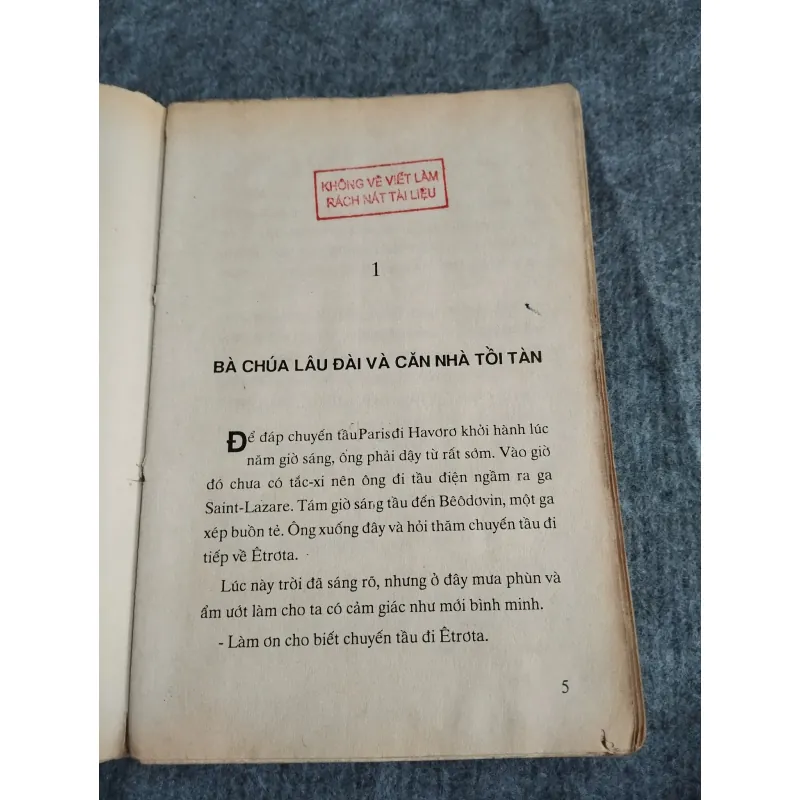 KHÔNG VẼ VIẾT LÀM
RÁCH NÁT TÀI LIỆU
1
BÀ CHÚA LÂU ĐÀI VÀ CĂN NHÀ TỒI TÀN
Để đáp chuyến tầu Paris đi Havơrơ khởi hành lúc
năm giờ sáng, ông phải dậy từ rất sớm. Vào giờ
đó chưa có tắc-xi nên ông đi tầu điện ngầm ra ga
Saint-Lazare. Tám giờ sáng tầu đến Bêôdơvin, một ga
xép buồn tẻ. Ông xuống đây và hỏi thăm chuyến tầu đi
tiếp về Êtrơta.
Lúc này trời đã sáng rõ, nhưng ở đây mưa phùn và
ẩm ướt làm cho ta có cảm giác như mới bình minh.
- Làm ơn cho biết chuyến tầu đi Êtrơta.
5